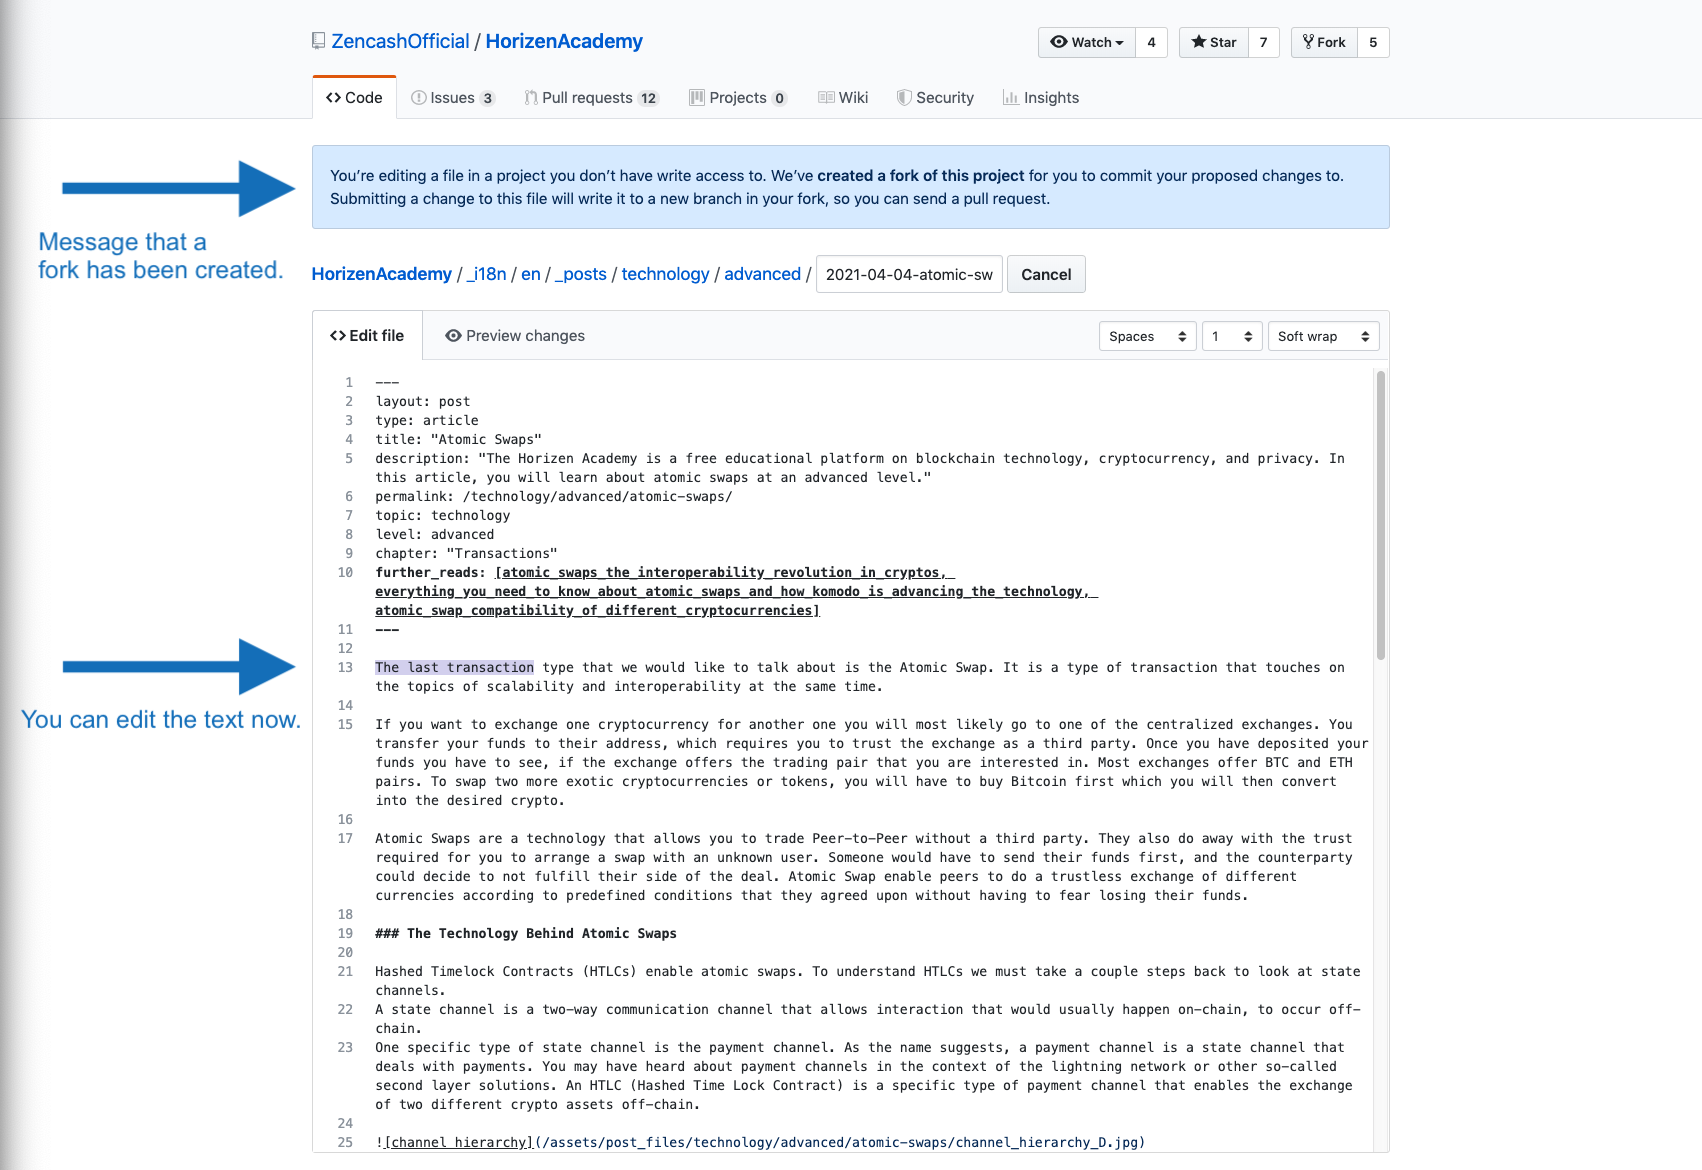 ZencashOfficial / HorizenAcademy
Watch 4 Star 7 Fork 5
Code Issues 3 Pull requests 12 Projects 0 Wiki Security Insights
You’re editing a file in a project you don’t have write access to. We’ve created a fork of this project for you to commit your proposed changes to.
Submitting a change to this file will write it to a new branch in your fork, so you can send a pull request.
Message that a
fork has been created.
HorizenAcademy / _i18n / en / _posts / technology / advanced / 2021-04-04-atomic-sw Cancel
Edit file Preview changes Spaces 1 Soft wrap
1 ---
2 layout: post
3 type: article
4 title: "Atomic Swaps"
5 description: "The Horizen Academy is a free educational platform on blockchain technology, cryptocurrency, and privacy. In
this article, you will learn about atomic swaps at an advanced level."
6 permalink: /technology/advanced/atomic-swaps/
7 topic: technology
8 level: advanced
9 chapter: "Transactions"
10 further_reads: [atomic_swaps_the_interoperability_revolution_in_cryptos,
everything_you_need_to_know_about_atomic_swaps_and_how_komodo_is_advancing_the_technology,
atomic_swap_compatibility_of_different_cryptocurrencies]
11 ---
12
13 The last transaction type that we would like to talk about is the Atomic Swap. It is a type of transaction that touches on
the topics of scalability and interoperability at the same time.
You can edit the text now.
14
15 If you want to exchange one cryptocurrency for another one you will most likely go to one of the centralized exchanges. You
transfer your funds to their address, which requires you to trust the exchange as a third party. Once you have deposited your
funds you have to see, if the exchange offers the trading pair that you are interested in. Most exchanges offer BTC and ETH
pairs. To swap two more exotic cryptocurrencies or tokens, you will have to buy Bitcoin first which you will then convert
into the desired crypto.
16
17 Atomic Swaps are a technology that allows you to trade Peer-to-Peer without a third party. They also do away with the trust
required for you to arrange a swap with an unknown user. Someone would have to send their funds first, and the counterparty
could decide to not fulfill their side of the deal. Atomic Swap enable peers to do a trustless exchange of different
currencies according to predefined conditions that they agreed upon without having to fear losing their funds.
18
19 ### The Technology Behind Atomic Swaps
20
21 Hashed Timelock Contracts (HTLCs) enable atomic swaps. To understand HTLCs we must take a couple steps back to look at state
channels.
22 A state channel is a two-way communication channel that allows interaction that would usually happen on-chain, to occur off-
chain.
23 One specific type of state channel is the payment channel. As the name suggests, a payment channel is a state channel that
deals with payments. You may have heard about payment channels in the context of the lightning network or other so-called
second layer solutions. An HTLC (Hashed Time Lock Contract) is a specific type of payment channel that enables the exchange
of two different crypto assets off-chain.
24
25 ![channel hierarchy](/assets/post_files/technology/advanced/atomic-swaps/channel_hierarchy_D.jpg)